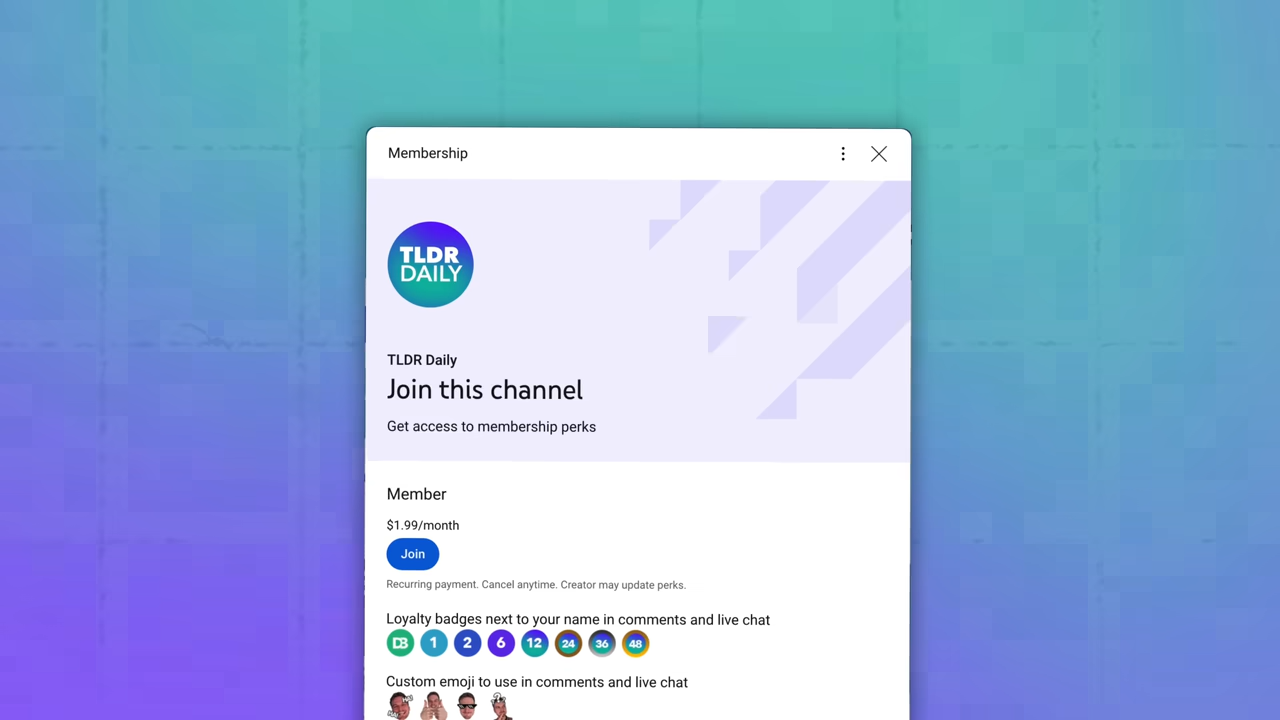 Membership
TLDR
DAILY
TLDR Daily
Join this channel
Get access to membership perks
Member
$1.99/month
Join
Recurring payment. Cancel anytime. Creator may update perks.
Loyalty badges next to your name in comments and live chat
DB 1 2 6 12 24 36 48
Custom emoji to use in comments and live chat